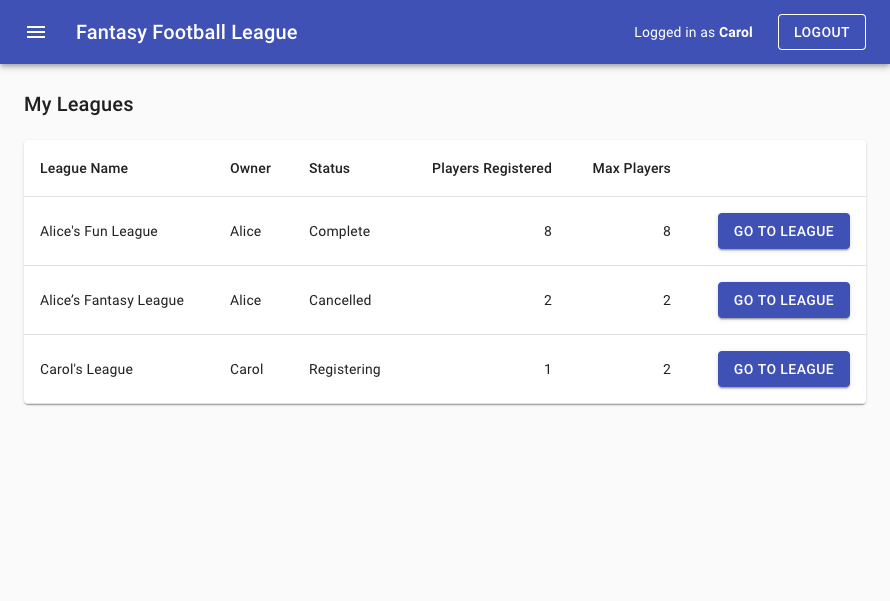 Fantasy Football League Logged in as Carol LOGOUT
My Leagues
League Name Owner Status Players Registered Max Players
Alice's Fun League Alice Complete 8 8 GO TO LEAGUE
Alice’s Fantasy League Alice Cancelled 2 2 GO TO LEAGUE
Carol's League Carol Registering 1 2 GO TO LEAGUE